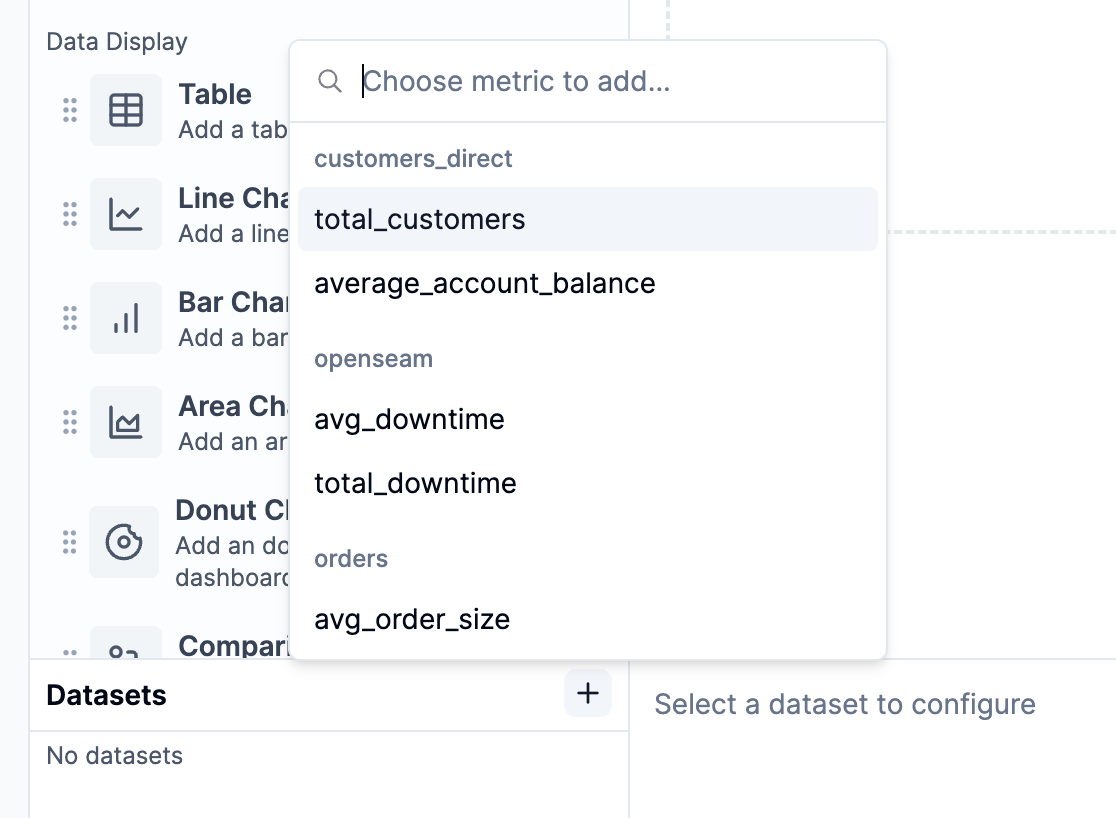 Data Display
Table
Add a tab
Line Cha
Add a line
Bar Char
Add a bar
Area Cha
Add an ar
Donut Cl
Add an do
dashboard
Compari
Choose metric to add...
customers_direct
total_customers
average_account_balance
openseam
avg_downtime
total_downtime
orders
avg_order_size
Datasets
No datasets
Select a dataset to configure